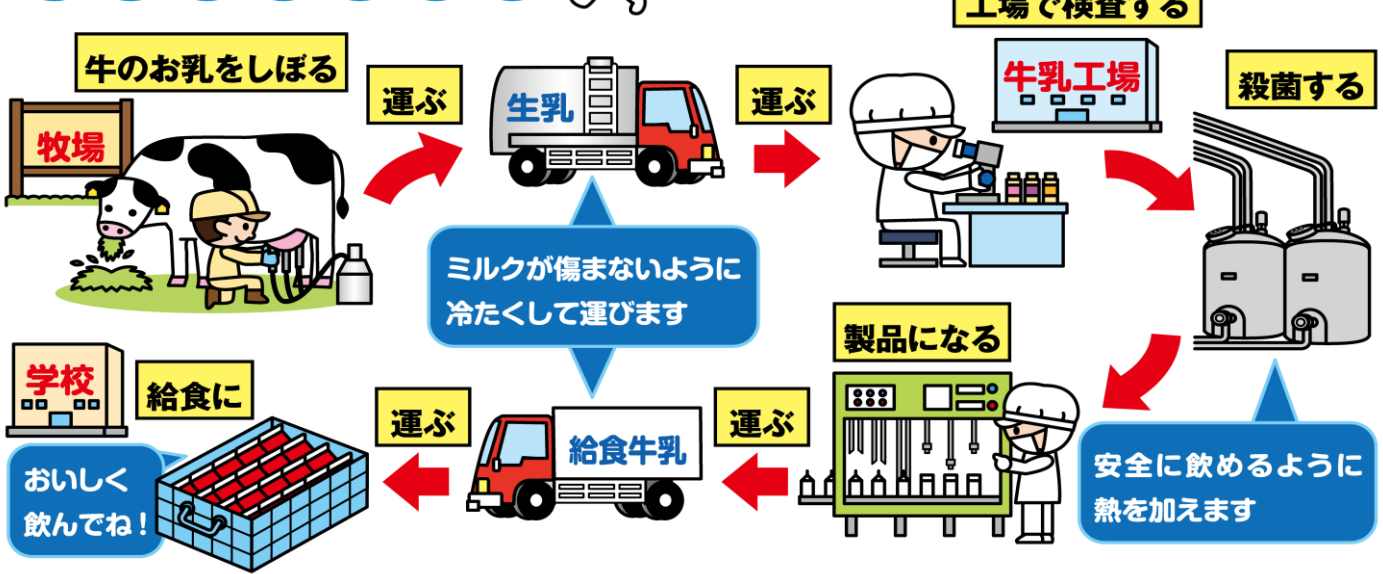 工場で検査する
牛のお乳をしぼる
牧場
運ぶ
生乳
運ぶ
牛乳工場
殺菌する
ミルクが傷まないように
冷たくして運びます
安全に飲めるように
熱を加えます
製品になる
運ぶ
給食牛乳
運ぶ
給食に
学校
おいしく
飲んでね!